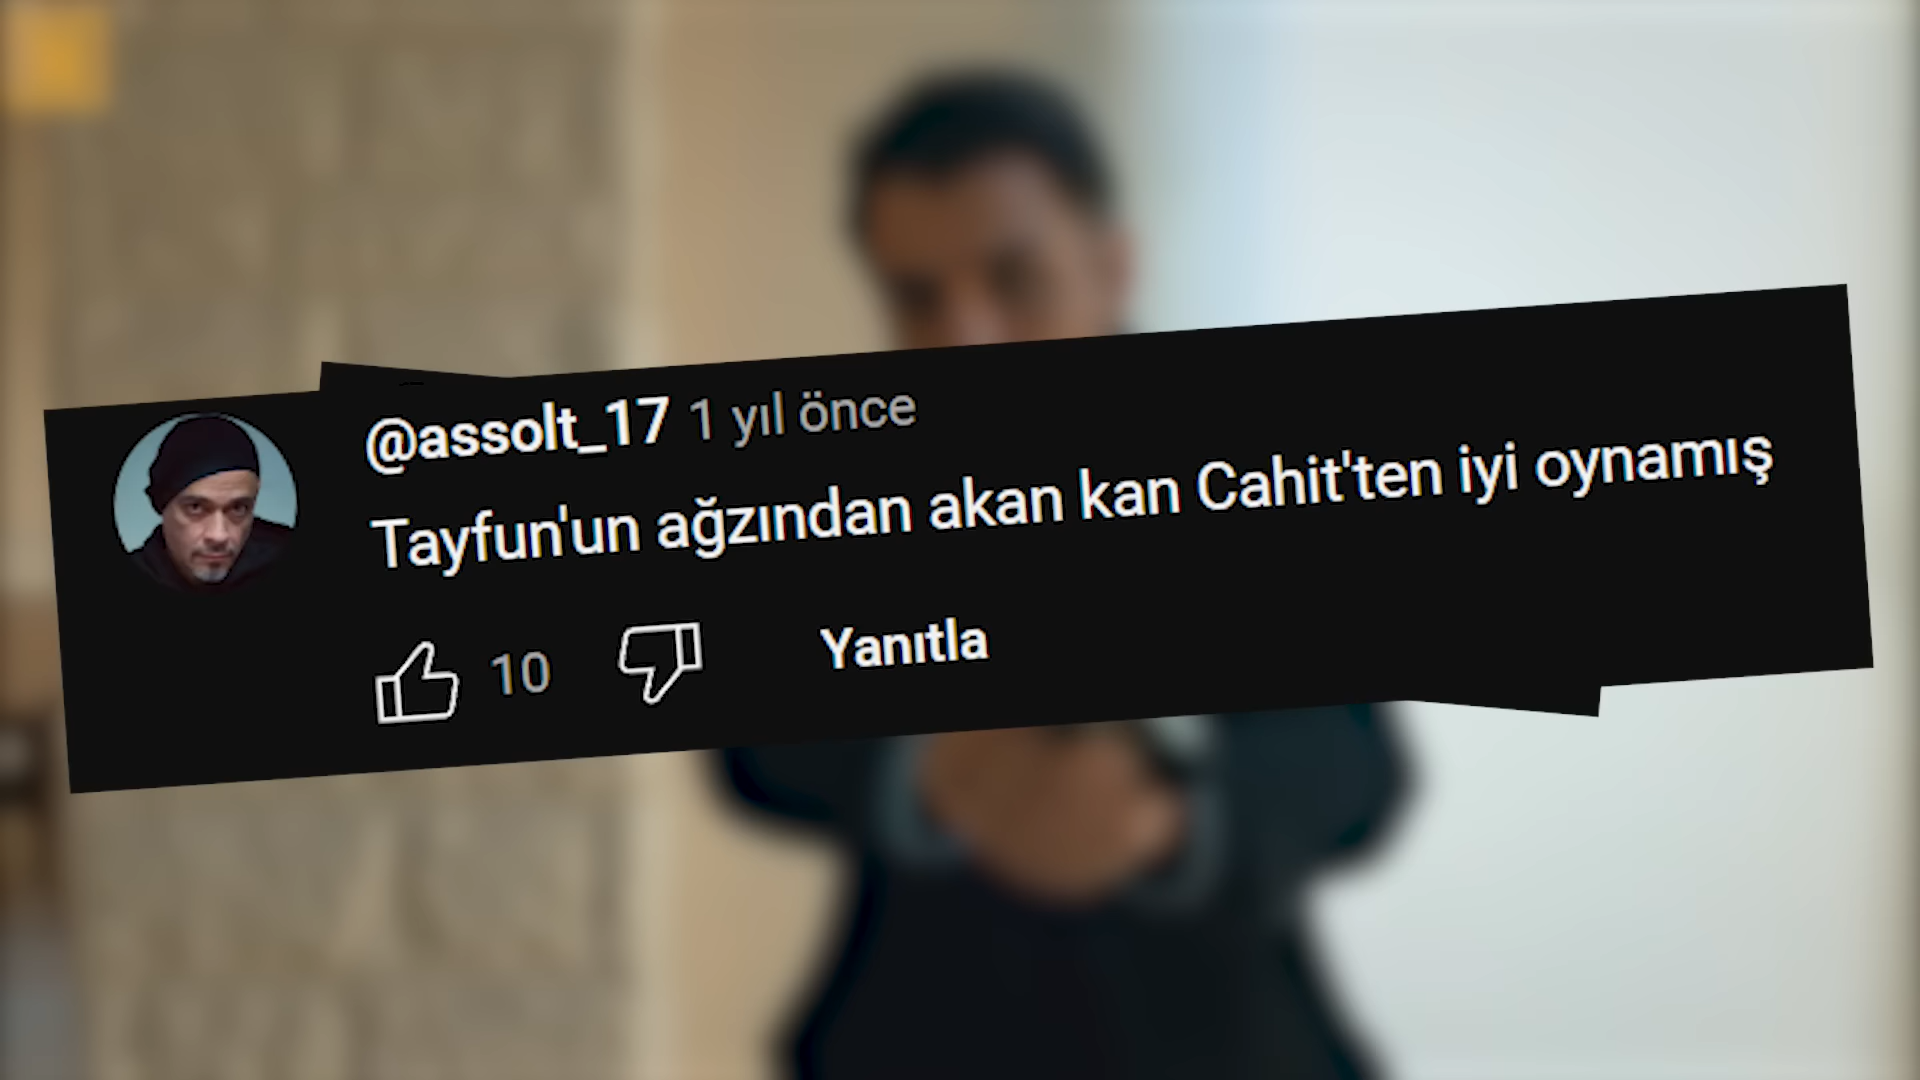 @assolt_17 1 yıl önce
Tayfun'un ağzından akan kan Cahit'ten iyi oynamış
10 Yanıtla